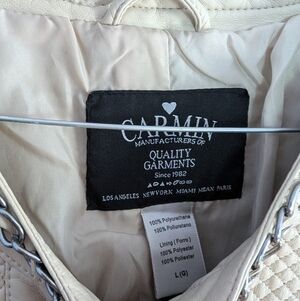 CARMIN
MANUFACTURERS OF
QUALITY
GARMENTS
Since 1982
LOS ANGELES NEW YORK MIAMI MILAN PARIS
100% Polyurethane
100% Poliuretano
Lining (Forro)
100% Polyester
100% Poliester
L (G)